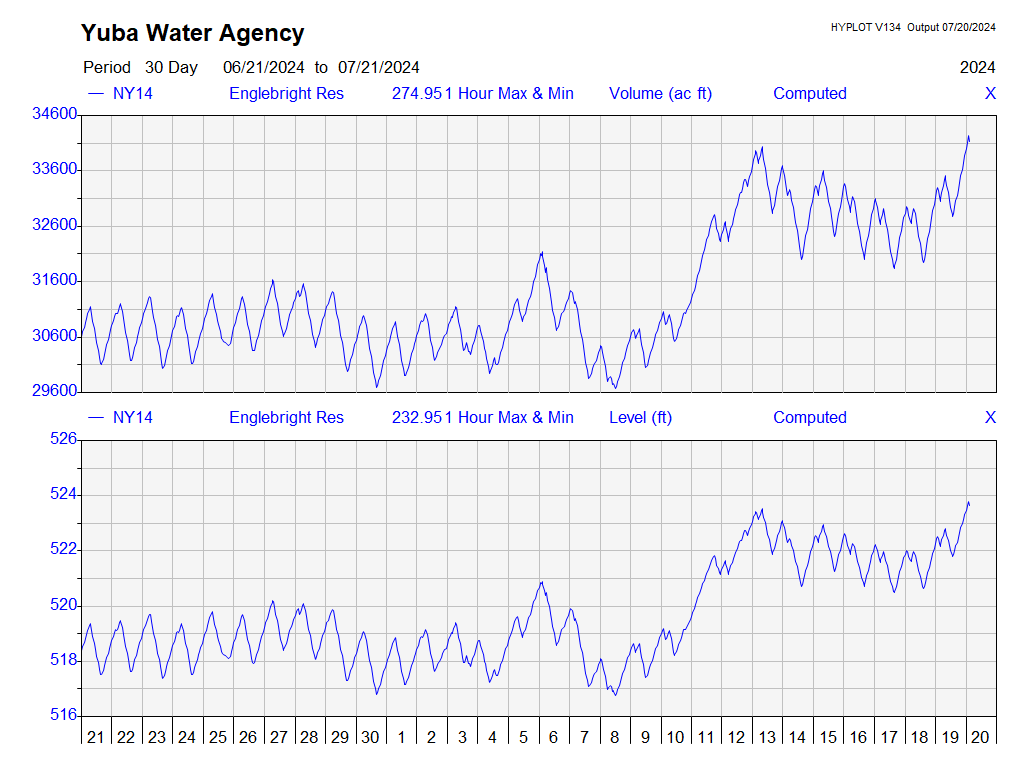 Yuba Water Agency
HYPLOT V134 Output 07/20/2024
Period 30 Day 06/21/2024 to 07/21/2024 2024
NY14 Englebright Res 274.951 Hour Max & Min Volume (ac ft) Computed X
34600
33600
32600
31600
30600
29600
NY14 Englebright Res 232.951 Hour Max & Min Level (ft) Computed X
526
524
522
520
518
516
21 22 23 24 25 26 27 28 29 30 1 2 3 4 5 6 7 8 9 10 11 12 13 14 15 16 17 18 19 20